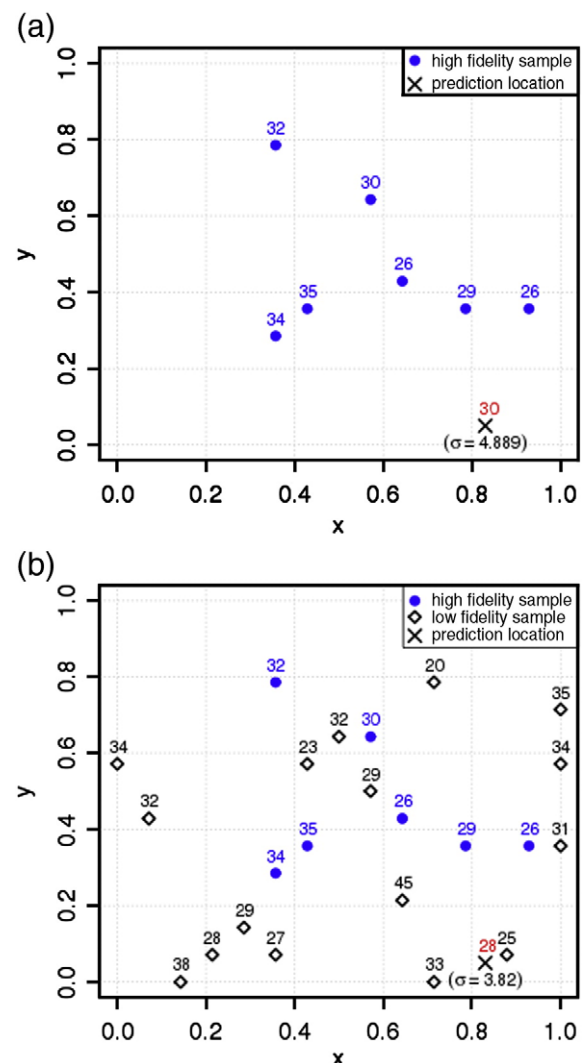 (a)
high fidelity sample
prediction location
1.0
0.8
0.6
0.4
0.2
0.0
y
32
30
26
35
29
26
34
30
(σ = 4.889)
0.0 0.2 0.4 0.6 0.8 1.0
x
(b)
high fidelity sample
low fidelity sample
prediction location
1.0
0.8
0.6
0.4
0.2
0.0
y
32
20
35
30
32
34
23
34
29
32
26
35
29
26
31
34
45
29
28
27
28
25
38
33
(σ = 3.82)
0.0 0.2 0.4 0.6 0.8 1.0
x